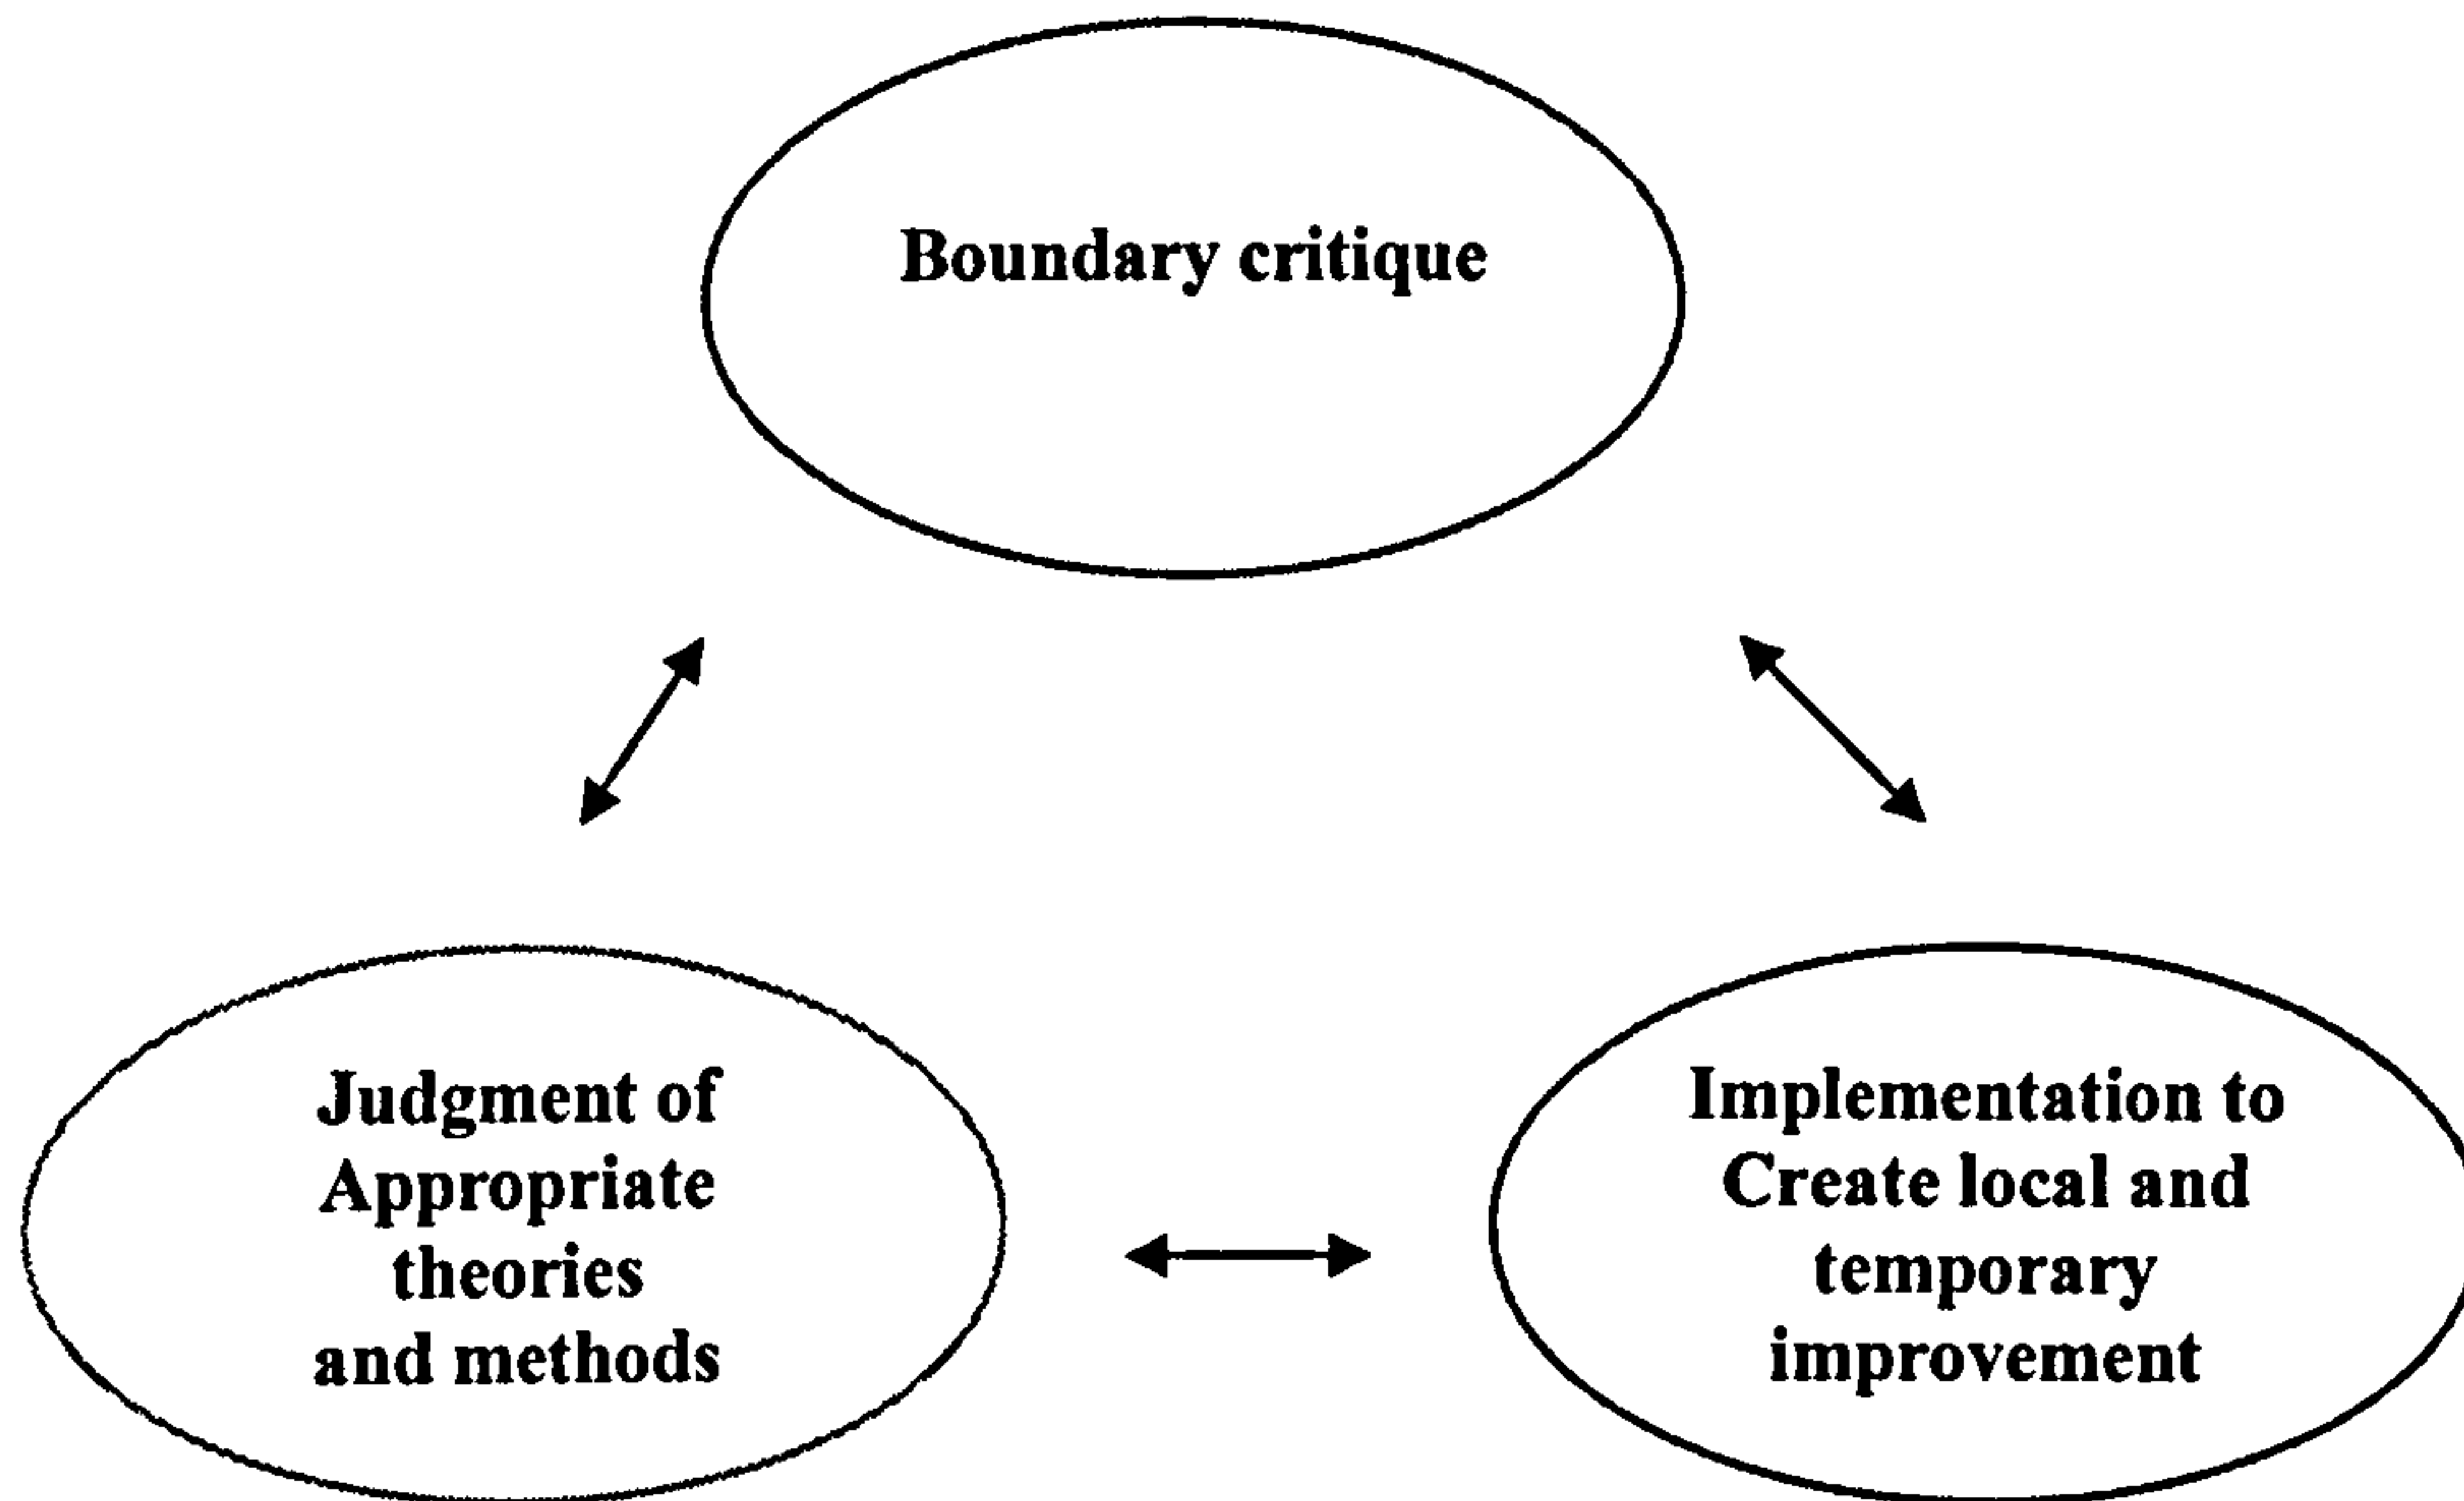 Boundary critique
Judgment of
Appropriate
theories
and methods
Implementation to
Create local and
temporary
improvement